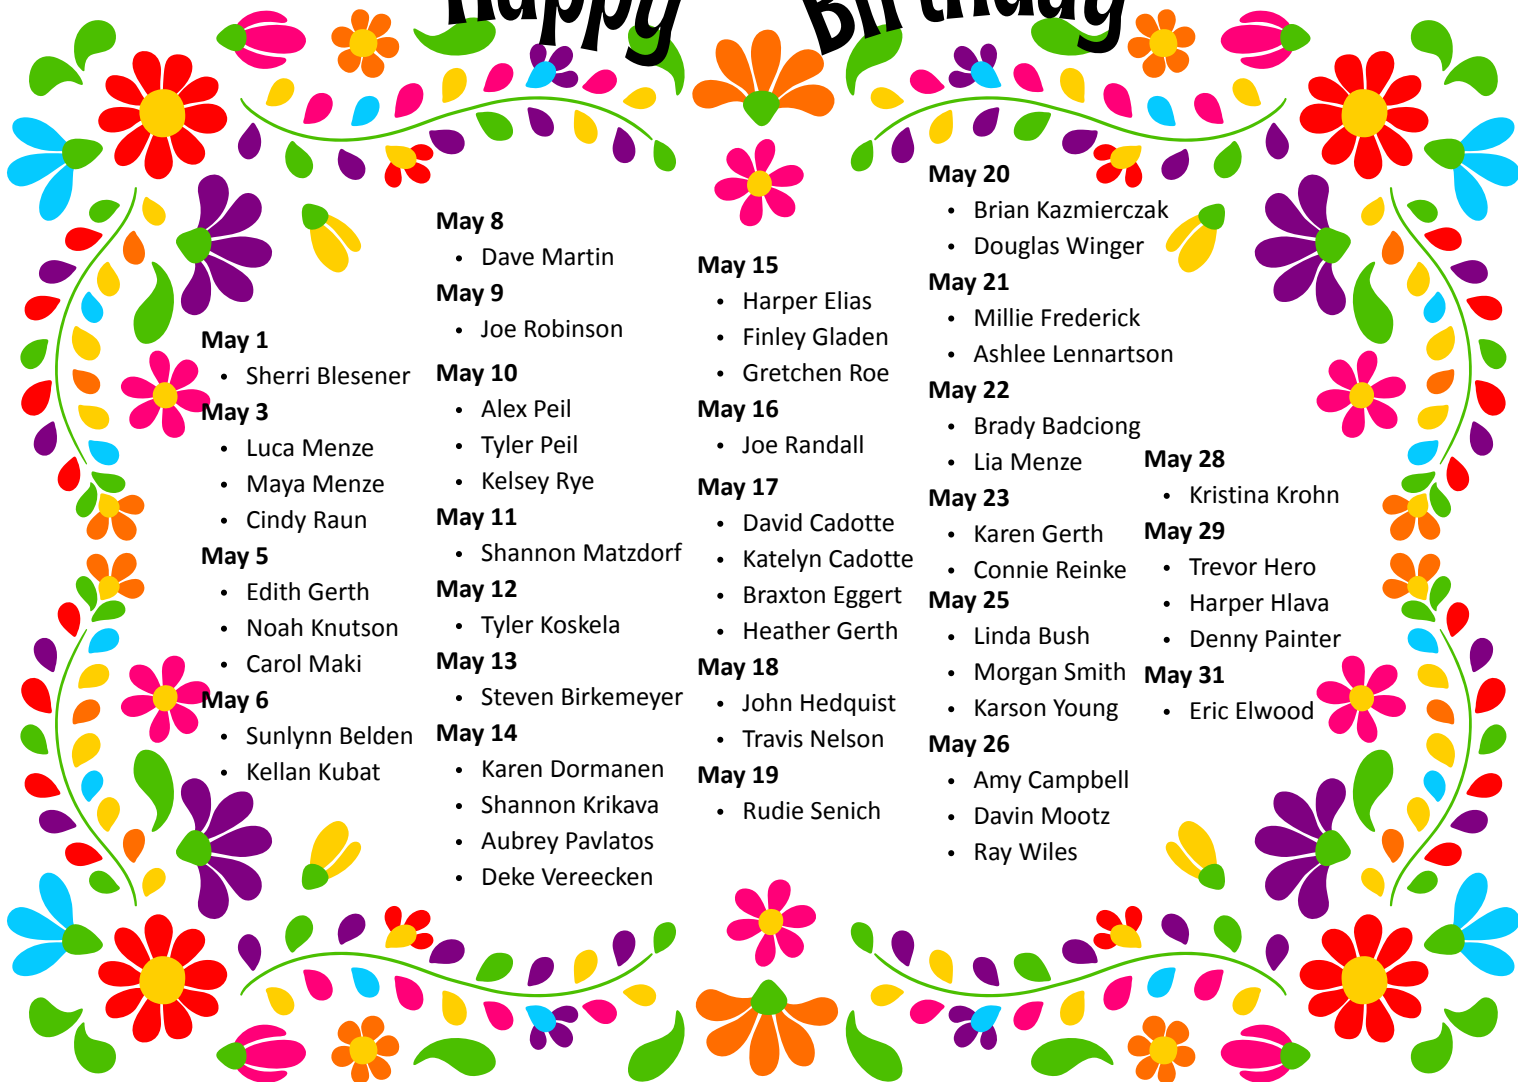 Happy Birthday
May 1
• Sherri Blesener
May 3
• Luca Menze
• Maya Menze
• Cindy Raun
May 5
• Edith Gerth
• Noah Knutson
• Carol Maki
May 6
• Sunlynn Belden
• Kellan Kubat
May 8
• Dave Martin
May 9
• Joe Robinson
May 10
• Alex Peil
• Tyler Peil
• Kelsey Rye
May 11
• Shannon Matzdorf
May 12
• Tyler Koskela
May 13
• Steven Birkemeyer
May 14
• Karen Dormanen
• Shannon Krikava
• Aubrey Pavlatos
• Deke Vereecken
May 15
• Harper Elias
• Finley Gladen
• Gretchen Roe
May 16
• Joe Randall
May 17
• David Cadotte
• Katelyn Cadotte
• Braxton Eggert
• Heather Gerth
May 18
• John Hedquist
• Travis Nelson
May 19
• Rudie Senich
May 20
• Brian Kazmierczak
• Douglas Winger
May 21
• Millie Frederick
• Ashlee Lennartson
May 22
• Brady Badciong
• Lia Menze
May 23
• Karen Gerth
• Connie Reinke
May 25
• Linda Bush
• Morgan Smith
• Karson Young
May 26
• Amy Campbell
• Davin Mootz
• Ray Wiles
May 28
• Kristina Krohn
May 29
• Trevor Hero
• Harper Hlava
• Denny Painter
May 31
• Eric Elwood